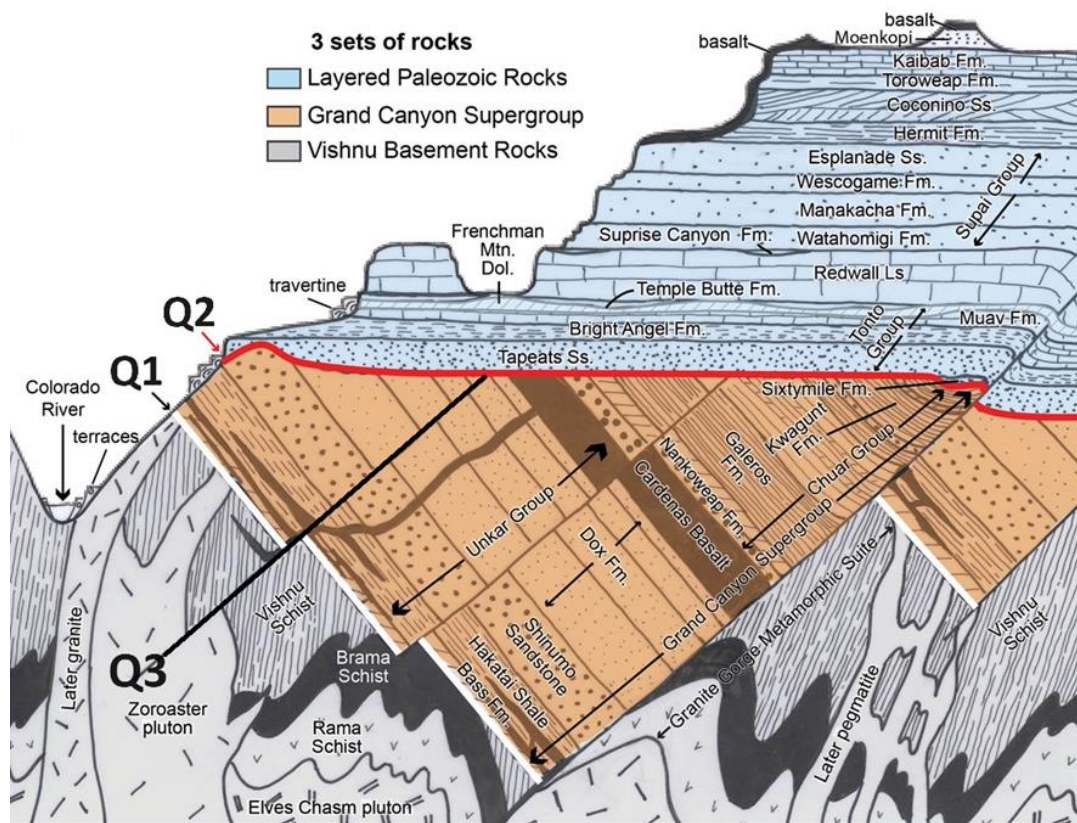 basalt
Moenkopi
basalt
3 sets of rocks
Layered Paleozoic Rocks
Grand Canyon Supergroup
Vishnu Basement Rocks
Kaibab Fm.
Toroweap Fm.
Coconino Ss.
Hermit Fm.
Esplanade Ss.
Wescogame Fm.
Manakacha Fm.
Watahomigi Fm.
Supai Group
Suprise Canyon Fm.
Redwall Ls
Frenchman
Mtn.
Dol.
Temple Butte Fm.
travertine
Muav Fm.
Tonto
Group
Bright Angel Fm.
Tapeats Ss.
Q2
Q1
Colorado
River
terraces
Sixtymile Fm.
Kwagunt
Fm.
Galeros
Fm.
Chuar Group
Nankoweap Fm.
Cardenas Basalt
Unkar Group
Dox Fm.
Grand Canyon Supergroup
Shinumo
Sandstone
Hakatai Shale
Bass Fm.
Granite Gorge Metamorphic Suite
Vishnu
Schist
Vishnu
Schist
Brama
Schist
Q3
Later granite
Zoroaster
pluton
Rama
Schist
Later pegmatite
Elves Chasm pluton